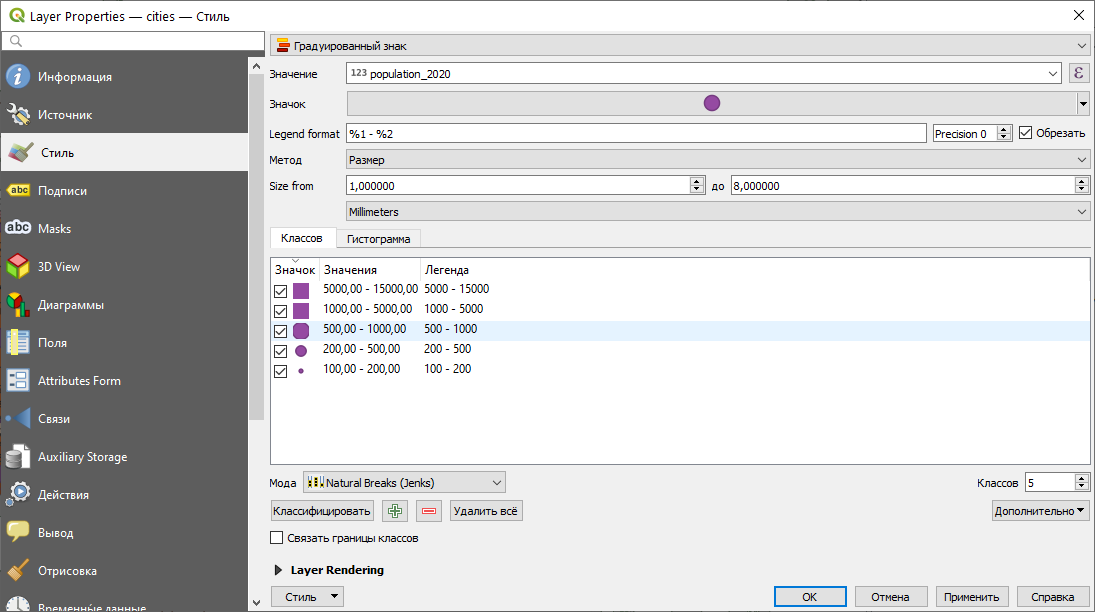 Layer Properties — cities — Стиль
Градуированный знак
Информация
Источник
Стиль
Подписи
Masks
3D View
Диаграммы
Поля
Attributes Form
Связи
Auxiliary Storage
Действия
Вывод
Отрисовка
Временные данные
Значение
123 population_2020
ε
Значок
Legend format
%1 - %2
Precision 0
Обрезать
Метод
Размер
Size from
1,000000
до
8,000000
Millimeters
Классов
Гистограмма
Значок Значения Легенда
5000,00 - 15000,00 5000 - 15000
1000,00 - 5000,00 1000 - 5000
500,00 - 1000,00 500 - 1000
200,00 - 500,00 200 - 500
100,00 - 200,00 100 - 200
Мода
Natural Breaks (Jenks)
Классов
5
Классифицировать
Удалить всё
Дополнительно
Связать границы классов
Layer Rendering
Стиль
OK
Отмена
Применить
Справка
abc
abc